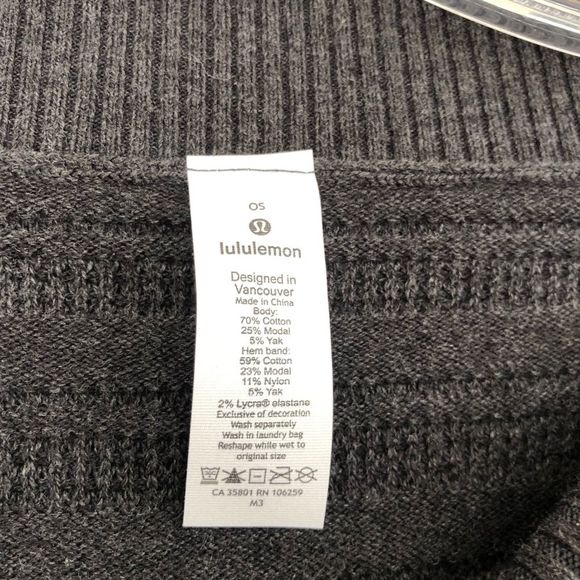 OS
lululemon
Designed in
Vancouver
Made in China
Body:
70% Cotton
25% Modal
5% Yak
Hem band:
59% Cotton
23% Modal
11% Nylon
5% Yak
2% Lycra® elastane
Exclusive of decoration
Wash separately
Wash in laundry bag
Reshape while wet to
original size
CA 35801 RN 106259
M3